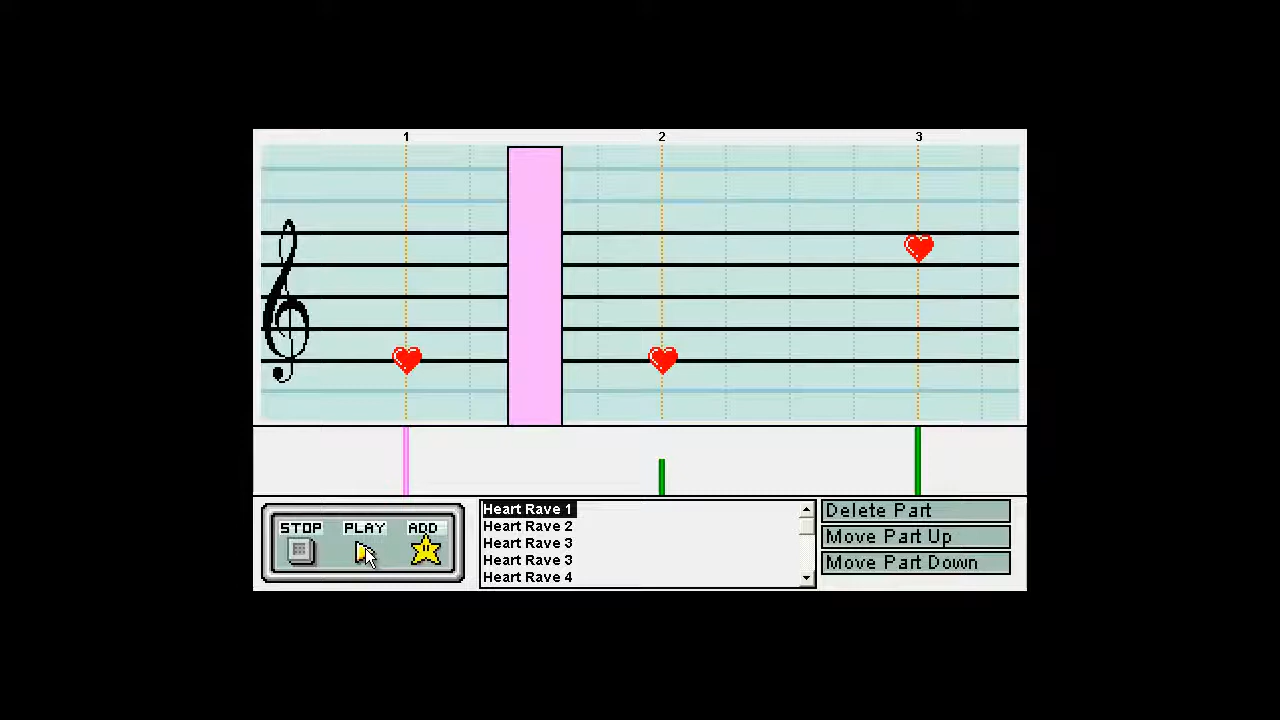 1 2 3
STOP PLAY ADD
Heart Rave 1
Heart Rave 2
Heart Rave 3
Heart Rave 3
Heart Rave 4
Delete Part
Move Part Up
Move Part Down